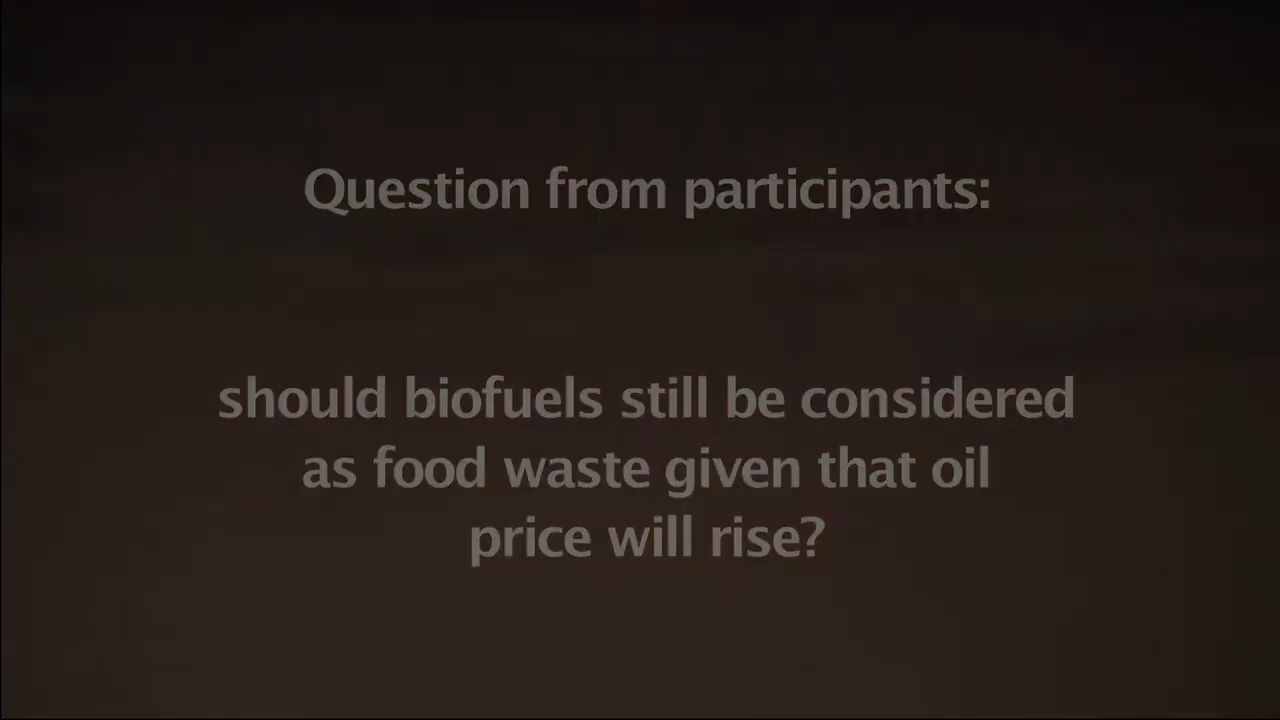 Question from participants:
should biofuels still be considered
as food waste given that oil
price will rise?